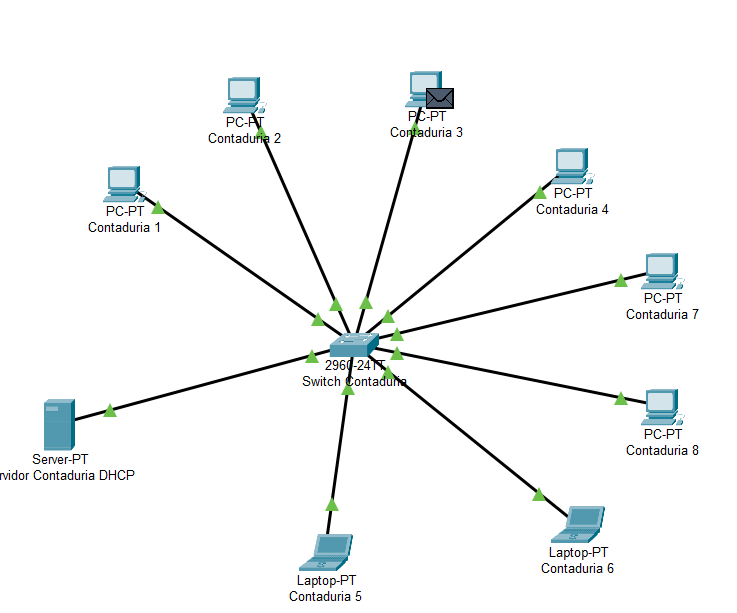 PC-PT
Contaduria 2
PC-PT
Contaduria 3
PC-PT
Contaduria 4
PC-PT
Contaduria 1
PC-PT
Contaduria 7
2960-24TT
Switch Contaduria
PC-PT
Contaduria 8
Server-PT
rvidor Contaduria DHCP
Laptop-PT
Contaduria 6
Laptop-PT
Contaduria 5